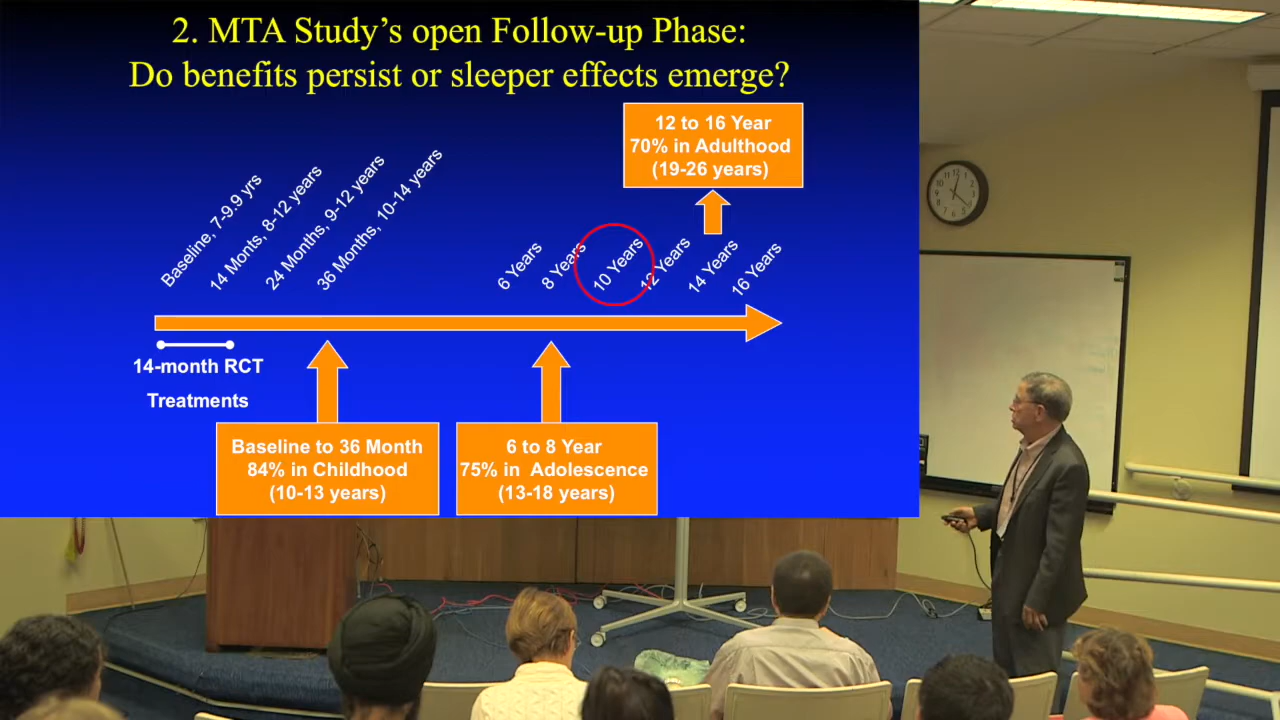 2. MTA Study's open Follow-up Phase:
Do benefits persist or sleeper effects emerge?
12 to 16 Year
70% in Adulthood
(19-26 years)
Baseline, 7-9.9 yrs
14 Monts, 8-12 years
24 Months, 9-12 years
36 Months, 10-14 years
6 Years
8 Years
10 Years
12 Years
14 Years
16 Years
14-month RCT
Treatments
Baseline to 36 Month
84% in Childhood
(10-13 years)
6 to 8 Year
75% in Adolescence
(13-18 years)